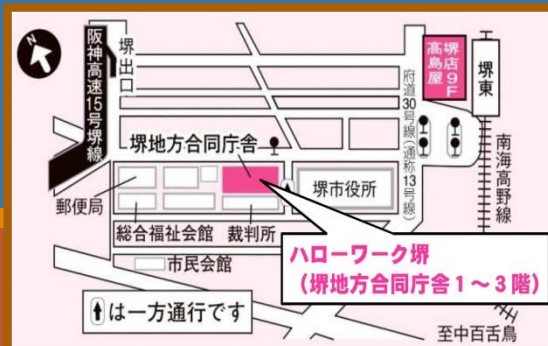 N
阪神高速15号堺線
堺出口
高島屋
堺店9F
堺東
府道30号線(通称13号線)
南海高野線
堺地方合同庁舎
堺市役所
郵便局
総合福祉会館
裁判所
市民会館
ハローワーク堺
(堺地方合同庁舎1~3階)
は一方通行です
至中百舌鳥